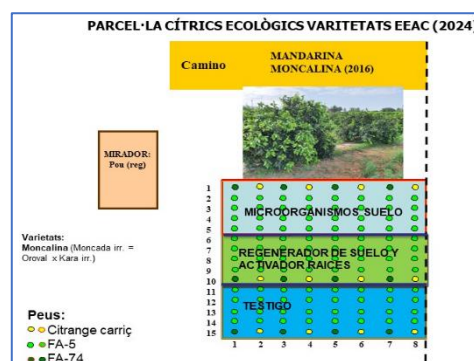 PARCEL·LA CÍTRICS ECOLÒGICS VARITETATS EEAC (2024)
Camino
MANDARINA
MONCALINA (2016)
MIRADOR:
Pou (reg)
1
2
3
4
5
MICROORGANISMOS SUELO
6
7
8
9
10
REGENERADOR DE SUELO Y
ACTIVADOR RAICES
11
12
13
14
15
TESTIGO
1 2 3 4 5 6 7 8
Varietats:
Moncalina (Moncada irr. =
Oroval x Kara irr.)
Peus:
Citrange carriç
FA-5
FA-74